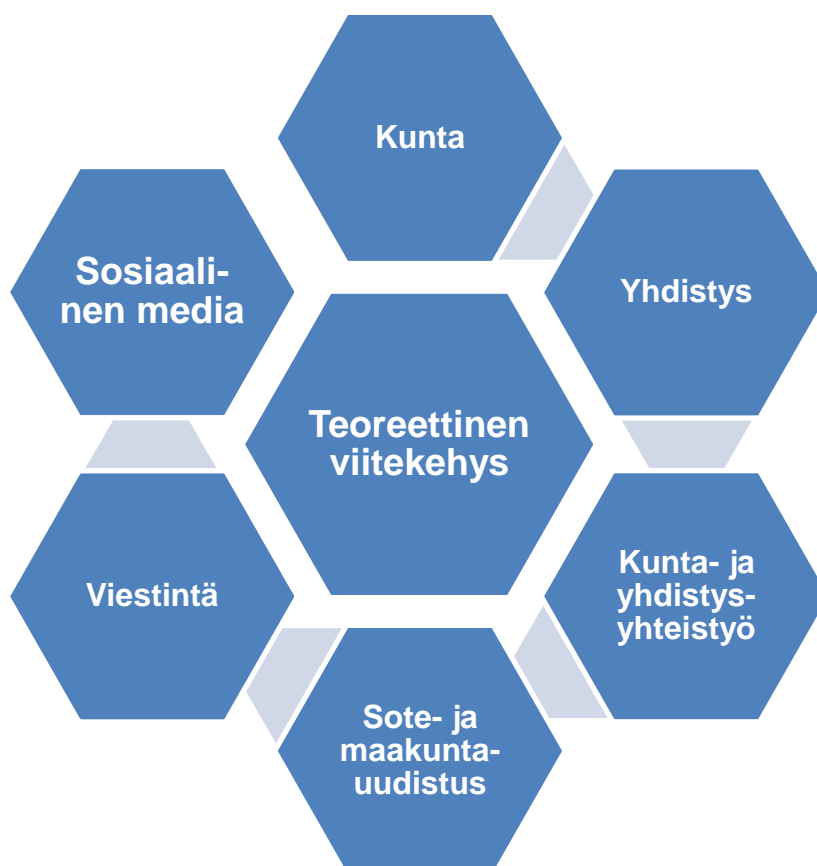 Kunta
Sosiaali-
nen media
Yhdistys
Teoreettinen
viitekehys
Viestintä
Kunta- ja
yhdistys-
yhteistyö
Sote- ja
maakunta-
uudistus